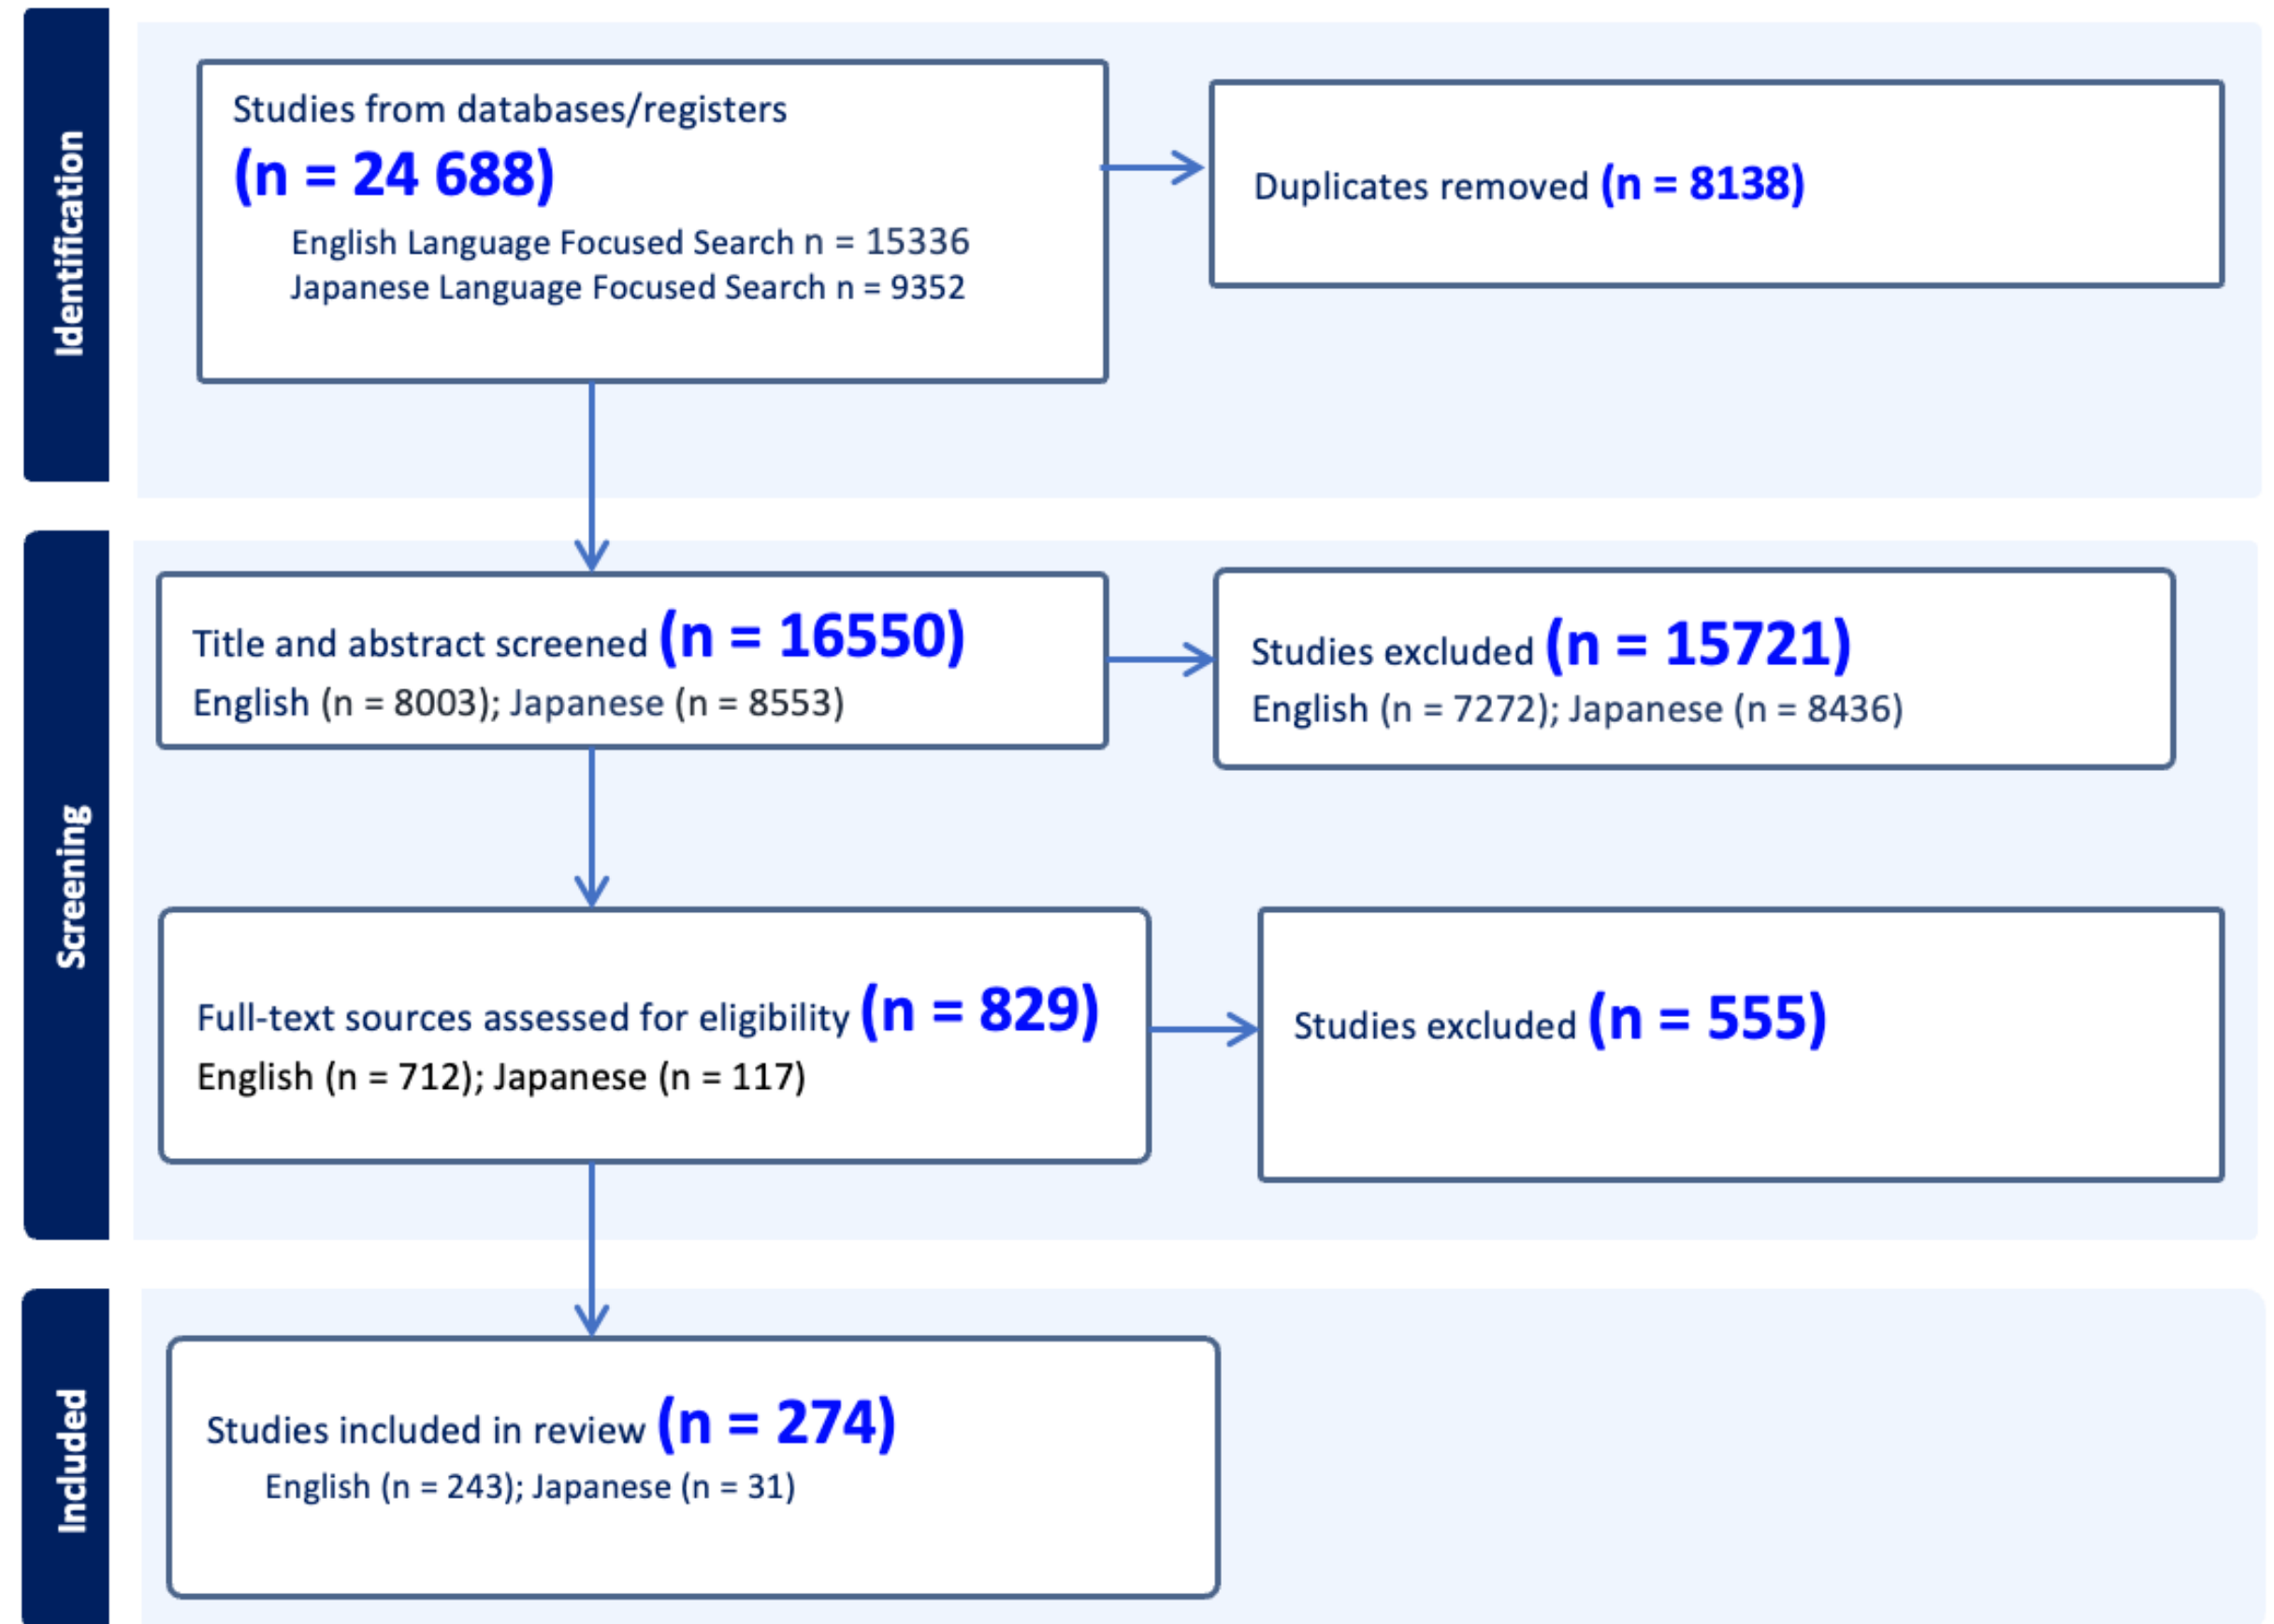 Identification
Studies from databases/registers
(n = 24 688)
English Language Focused Search n = 15336
Japanese Language Focused Search n = 9352
Duplicates removed (n = 8138)
Screening
Title and abstract screened (n = 16550)
English (n = 8003); Japanese (n = 8553)
Studies excluded (n = 15721)
English (n = 7272); Japanese (n = 8436)
Full-text sources assessed for eligibility (n = 829)
English (n = 712); Japanese (n = 117)
Studies excluded (n = 555)
Included
Studies included in review (n = 274)
English (n = 243); Japanese (n = 31)